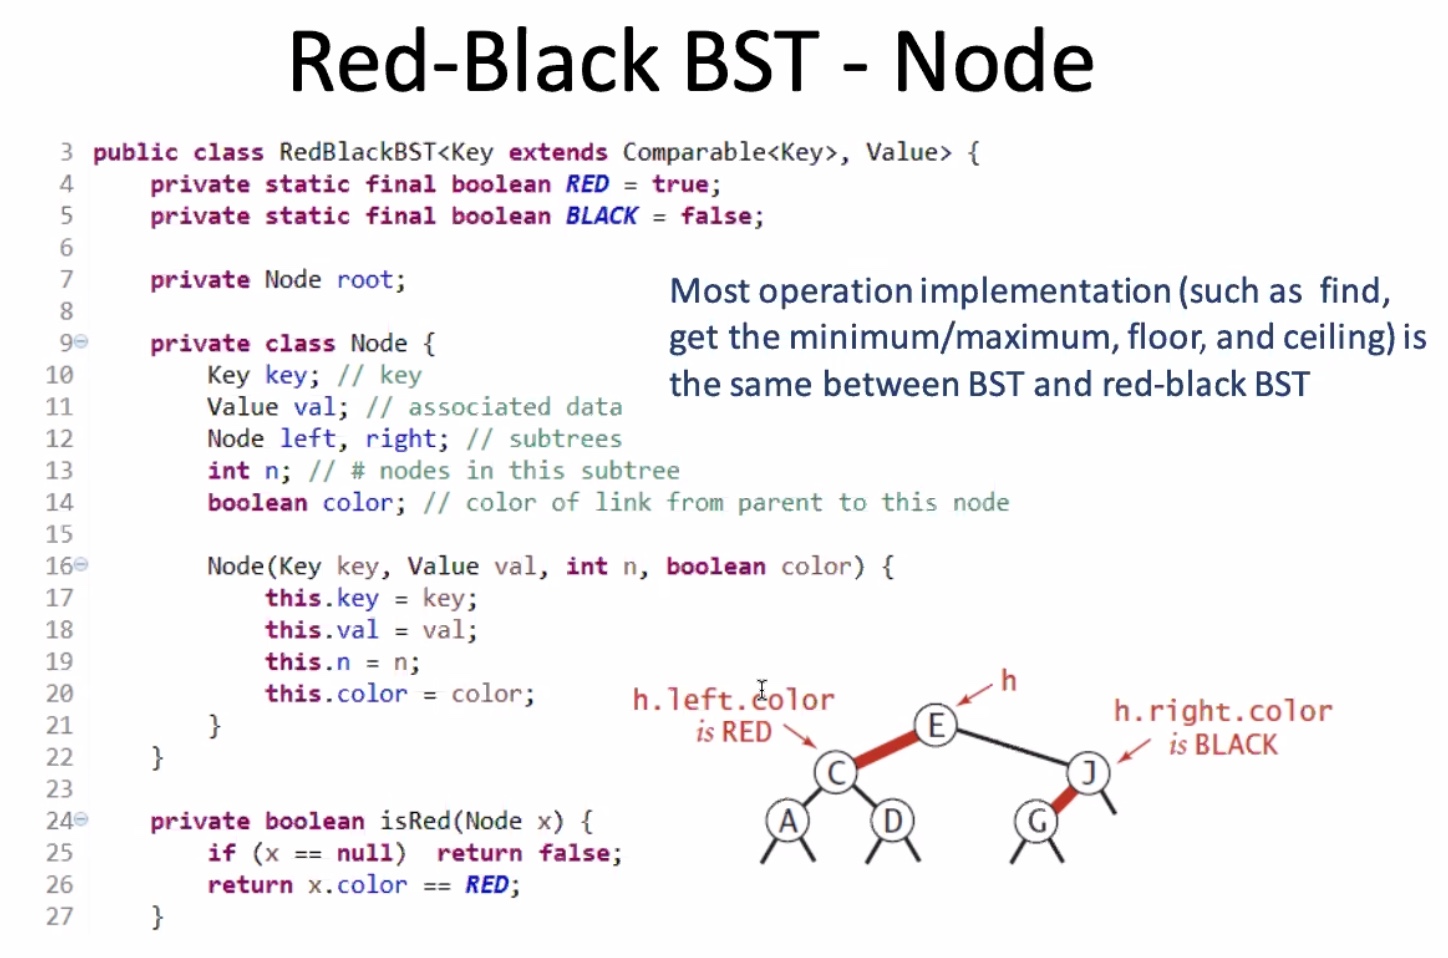 Red-Black BST - Node
3 public class RedBlackBST<Key extends Comparable<Key>, Value> {
4 private static final boolean RED = true;
5 private static final boolean BLACK = false;
6
7 private Node root;
8
9 private class Node {
10 Key key; // key
11 Value val; // associated data
12 Node left, right; // subtrees
13 int n; // # nodes in this subtree
14 boolean color; // color of link from parent to this node
15
16 Node(Key key, Value val, int n, boolean color) {
17 this.key = key;
18 this.val = val;
19 this.n = n;
20 this.color = color;
21 }
22 }
23
24 private boolean isRed(Node x) {
25 if (x == null) return false;
26 return x.color == RED;
27 }
Most operation implementation (such as find,
get the minimum/maximum, floor, and ceiling) is
the same between BST and red-black BST
h
h.left.color
is RED
h.right.color
is BLACK
E
C
J
A
D
G